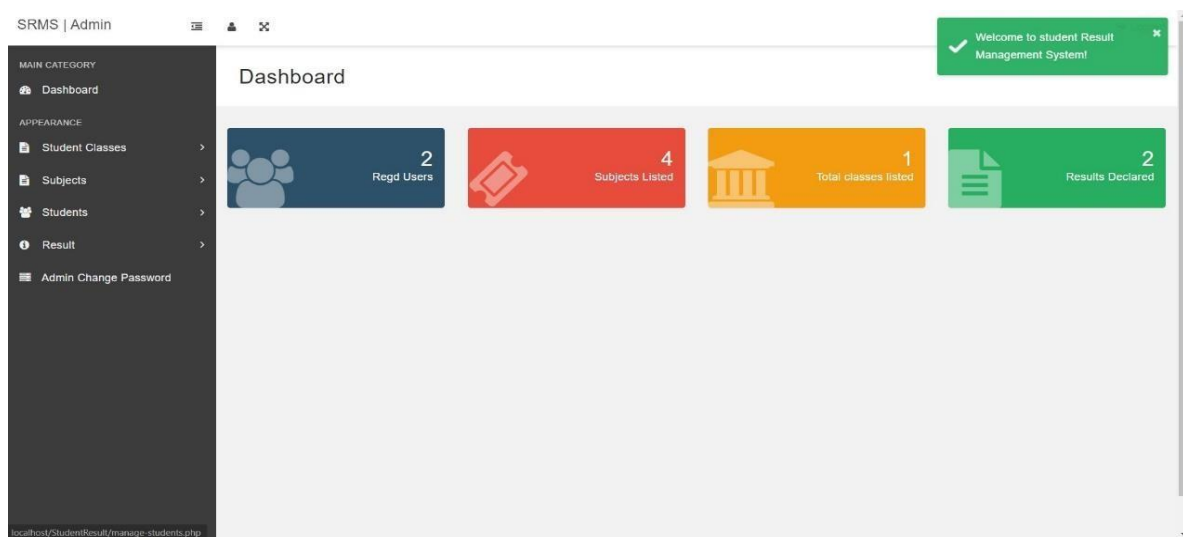 SRMS | Admin
Welcome to student Result
Management System!
×
MAIN CATEGORY
Dashboard
Dashboard
APPEARANCE
Student Classes
Subjects
Students
Result
Admin Change Password
2
Regd Users
4
Subjects Listed
1
Total classes listed
2
Results Declared
localhost/StudentResult/manage-students.php